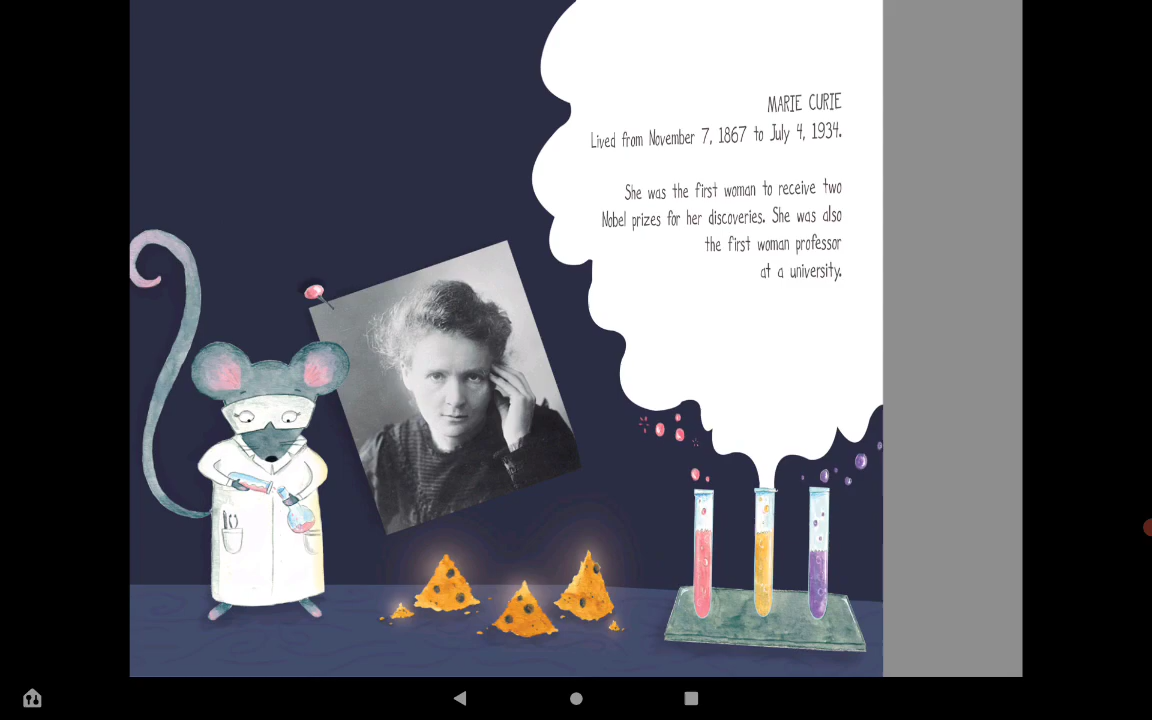 MARIE CURIE
Lived from November 7, 1867 to July 4, 1934.
She was the first woman to receive two
Nobel prizes for her discoveries. She was also
the first woman professor
at a university.